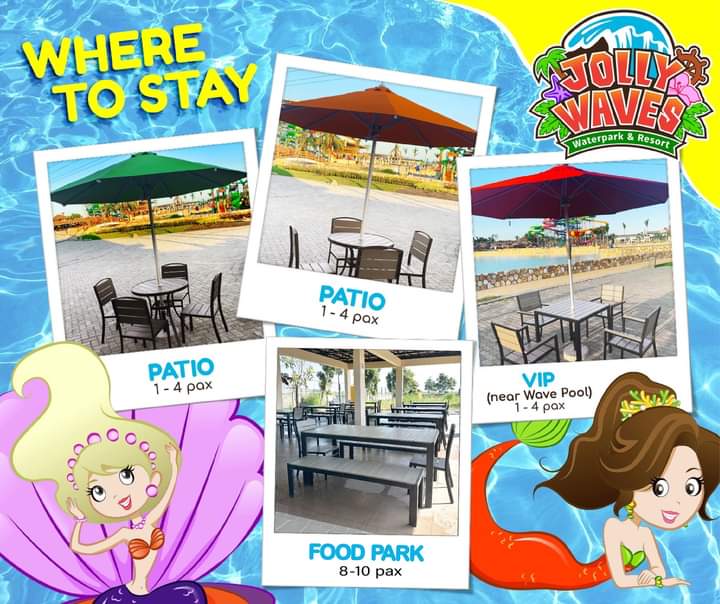 WHERE
TO STAY
JOLLY
WAVES
Waterpark & Resort
PATIO
1 - 4 pax
PATIO
1 - 4 pax
VIP
(near Wave Pool)
1 - 4 pax
FOOD PARK
8-10 pax